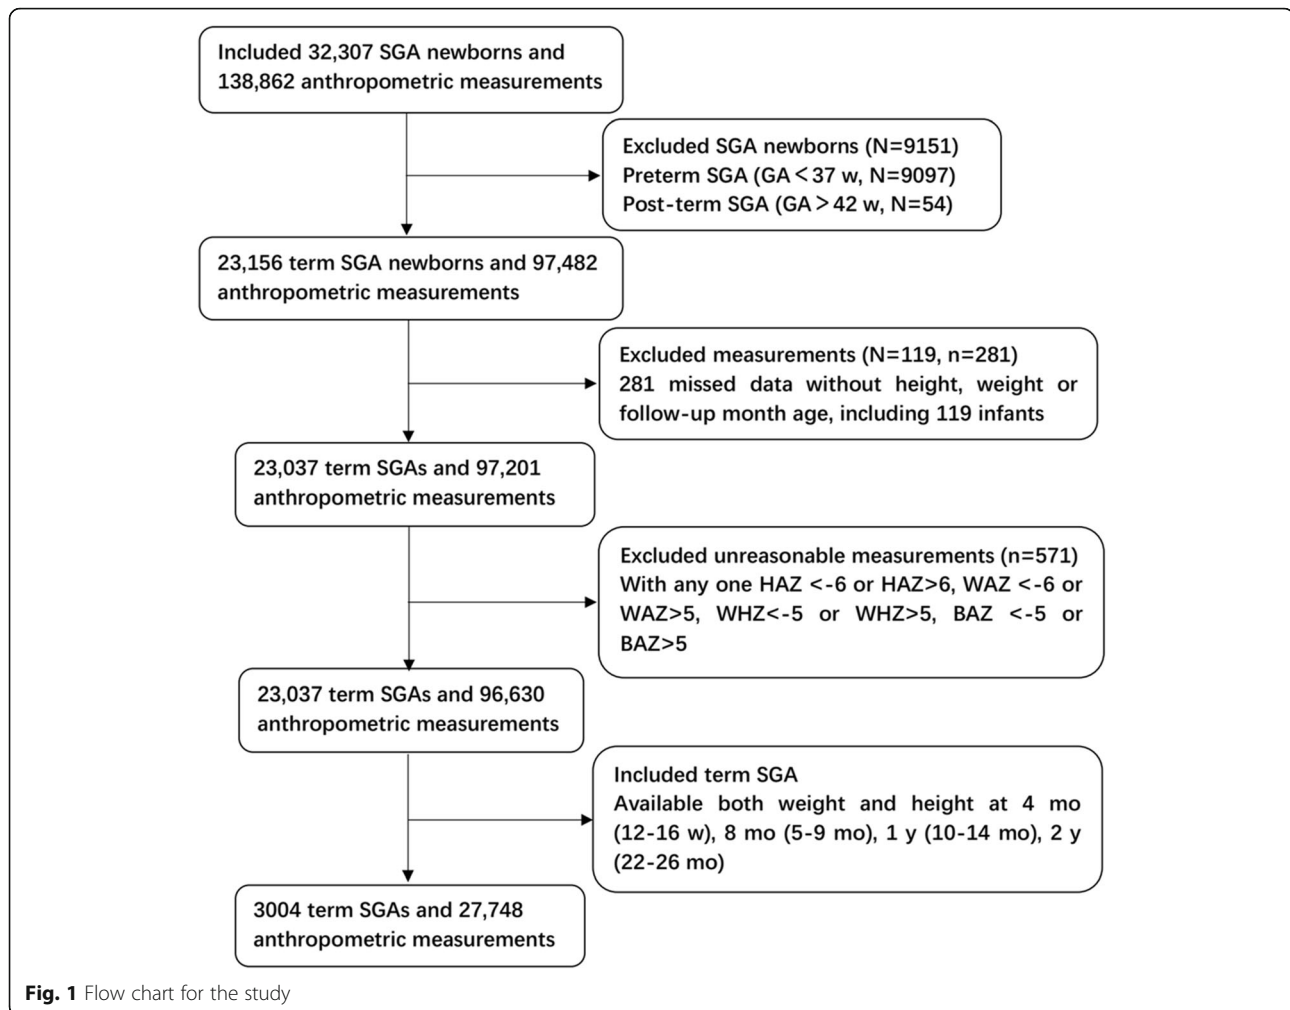 Included 32,307 SGA newborns and
138,862 anthropometric measurements
Excluded SGA newborns (N=9151)
Preterm SGA (GA<37 w, N=9097)
Post-term SGA (GA>42 w, N=54)
23,156 term SGA newborns and 97,482
anthropometric measurements
Excluded measurements (N=119, n=281)
281 missed data without height, weight or
follow-up month age, including 119 infants
23,037 term SGAs and 97,201
anthropometric measurements
Excluded unreasonable measurements (n=571)
With any one HAZ <-6 or HAZ>6, WAZ <-6 or
WAZ>5, WHZ<-5 or WHZ>5, BAZ <-5 or
BAZ>5
23,037 term SGAs and 96,630
anthropometric measurements
Included term SGA
Available both weight and height at 4 mo
(12-16 w), 8 mo (5-9 mo), 1 y (10-14 mo), 2 y
(22-26 mo)
3004 term SGAs and 27,748
anthropometric measurements
Fig. 1 Flow chart for the study